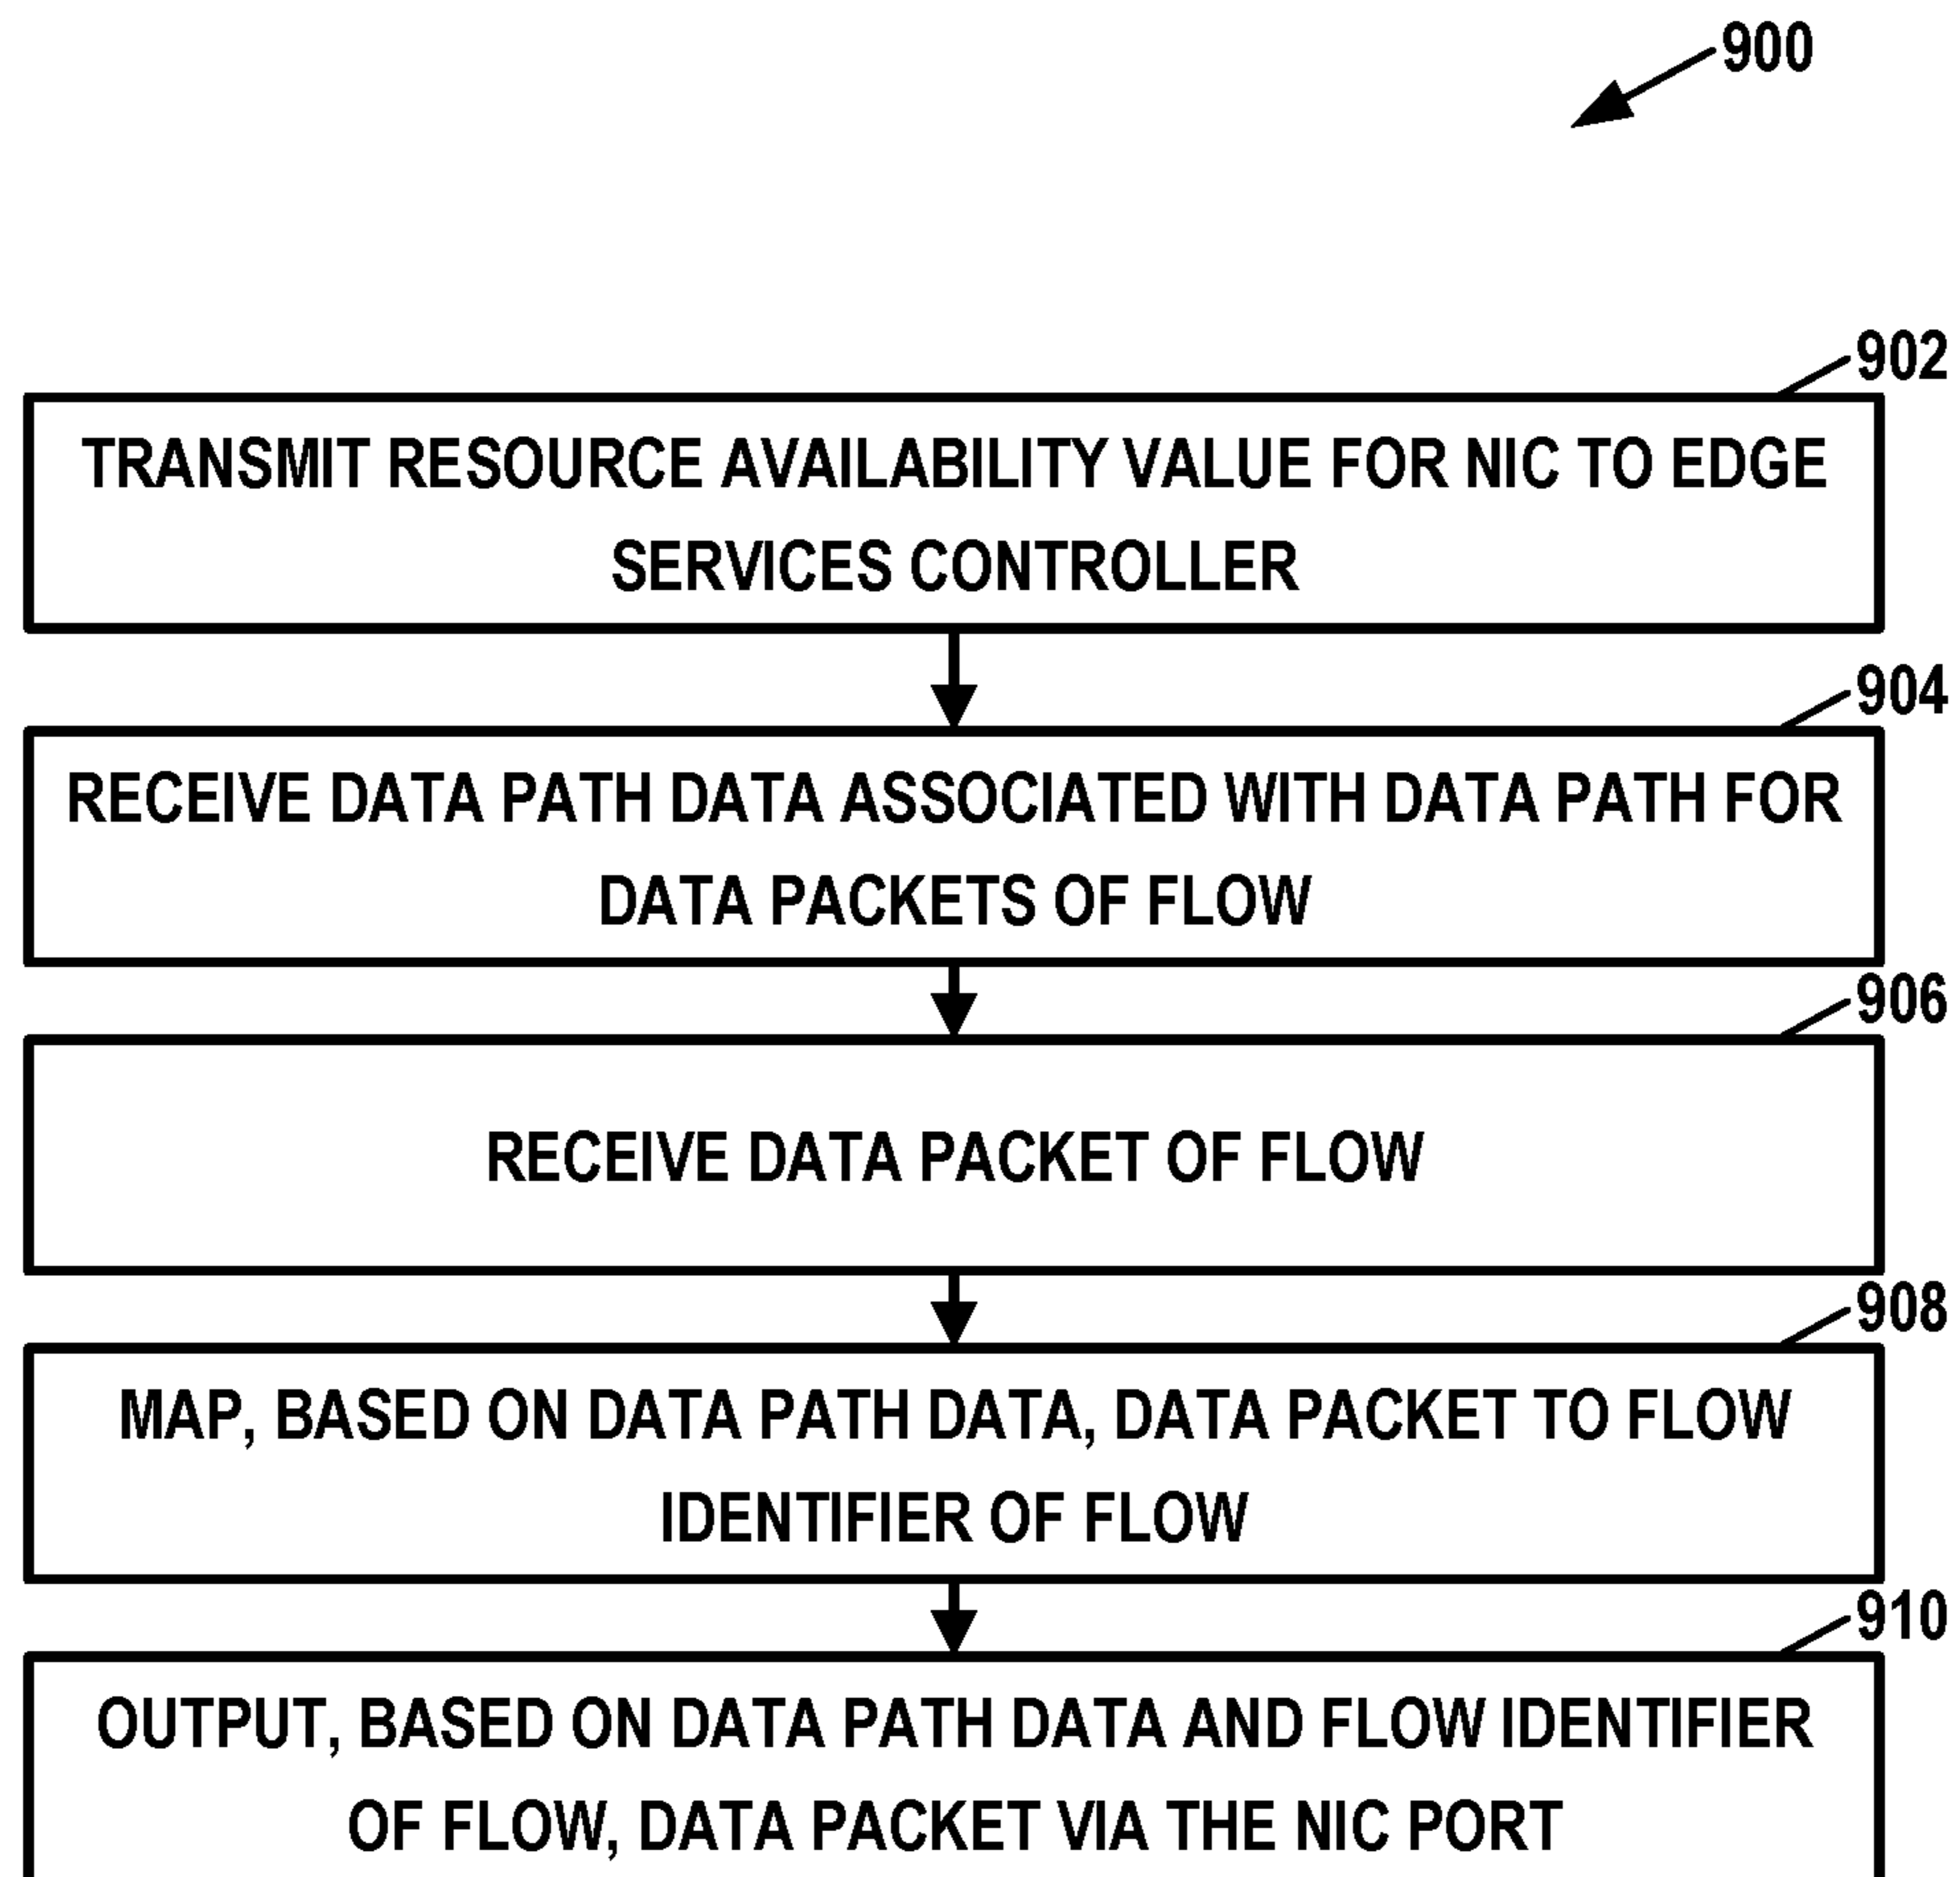 900
902
TRANSMIT RESOURCE AVAILABILITY VALUE FOR NIC TO EDGE
SERVICES CONTROLLER
904
RECEIVE DATA PATH DATA ASSOCIATED WITH DATA PATH FOR
DATA PACKETS OF FLOW
906
RECEIVE DATA PACKET OF FLOW
908
MAP, BASED ON DATA PATH DATA, DATA PACKET TO FLOW
IDENTIFIER OF FLOW
910
OUTPUT, BASED ON DATA PATH DATA AND FLOW IDENTIFIER
OF FLOW, DATA PACKET VIA THE NIC PORT